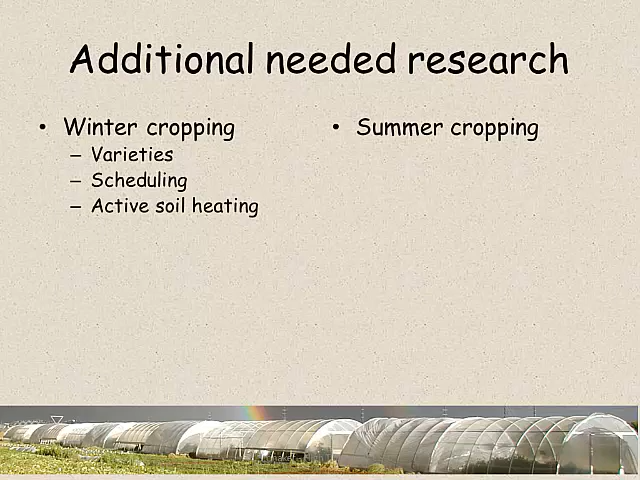 Additional needed research
• Winter cropping
– Varieties
– Scheduling
– Active soil heating
• Summer cropping